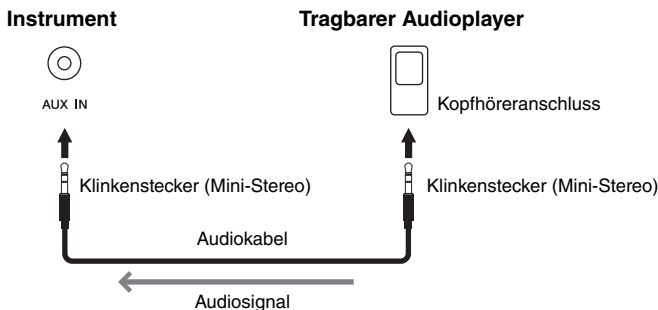 Instrument
Tragbarer Audioplayer
AUX IN
Kopfhöreranschluss
Klinkenstecker (Mini-Stereo)
Klinkenstecker (Mini-Stereo)
Audiokabel
Audiosignal